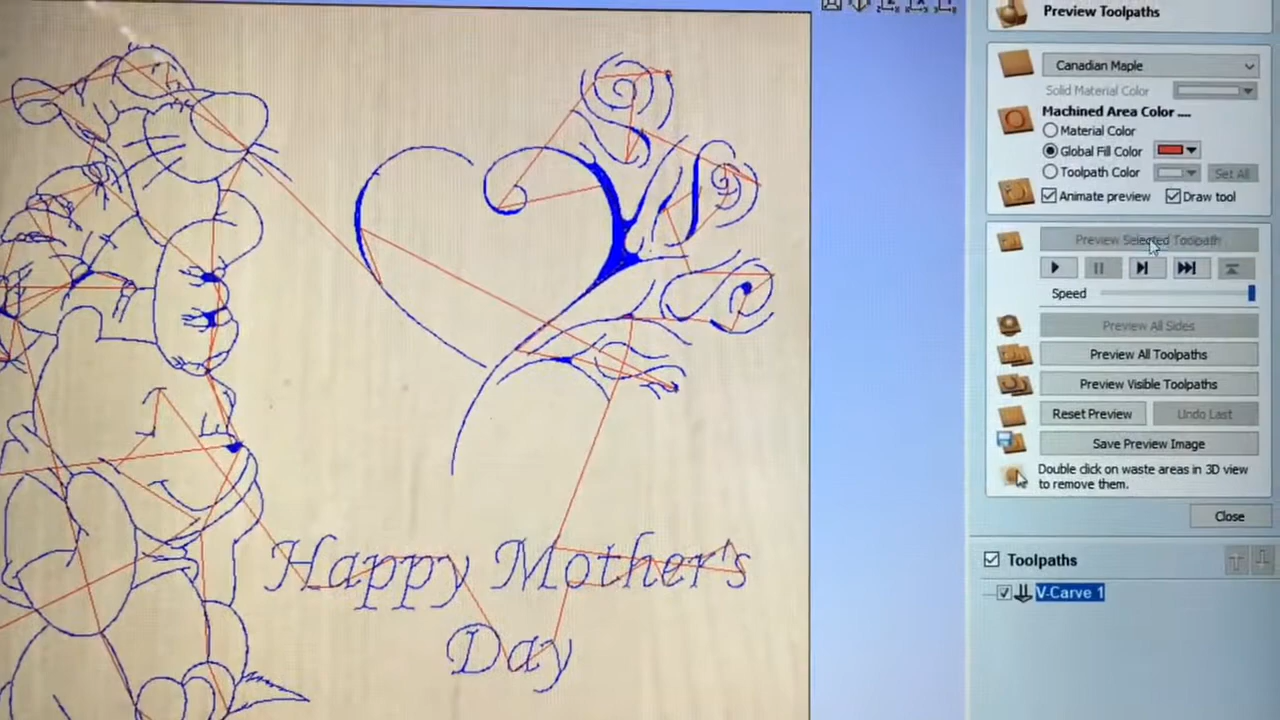 Happy Mother's
Day
Preview Toolpaths
Canadian Maple
Solid Material Color
Machined Area Color ....
Material Color
Global Fill Color
Toolpath Color
Set All
Animate preview
Draw tool
Preview Selected Toolpath
Speed
Preview All Sides
Preview All Toolpaths
Preview Visible Toolpaths
Reset Preview
Undo Last
Save Preview Image
Double click on waste areas in 3D view
to remove them.
Close
Toolpaths
V-Carve 1